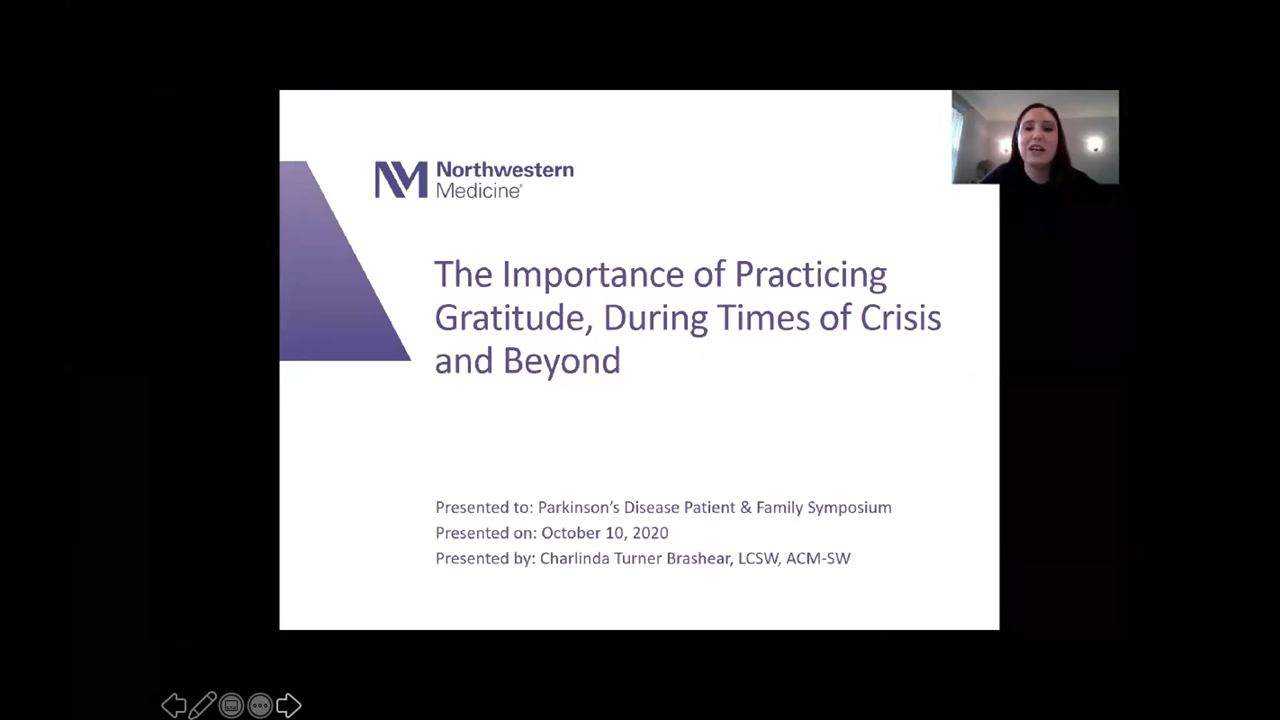 Northwestern
Medicine®
The Importance of Practicing
Gratitude, During Times of Crisis
and Beyond
Presented to: Parkinson's Disease Patient & Family Symposium
Presented on: October 10, 2020
Presented by: Charlinda Turner Brashear, LCSW, ACM-SW